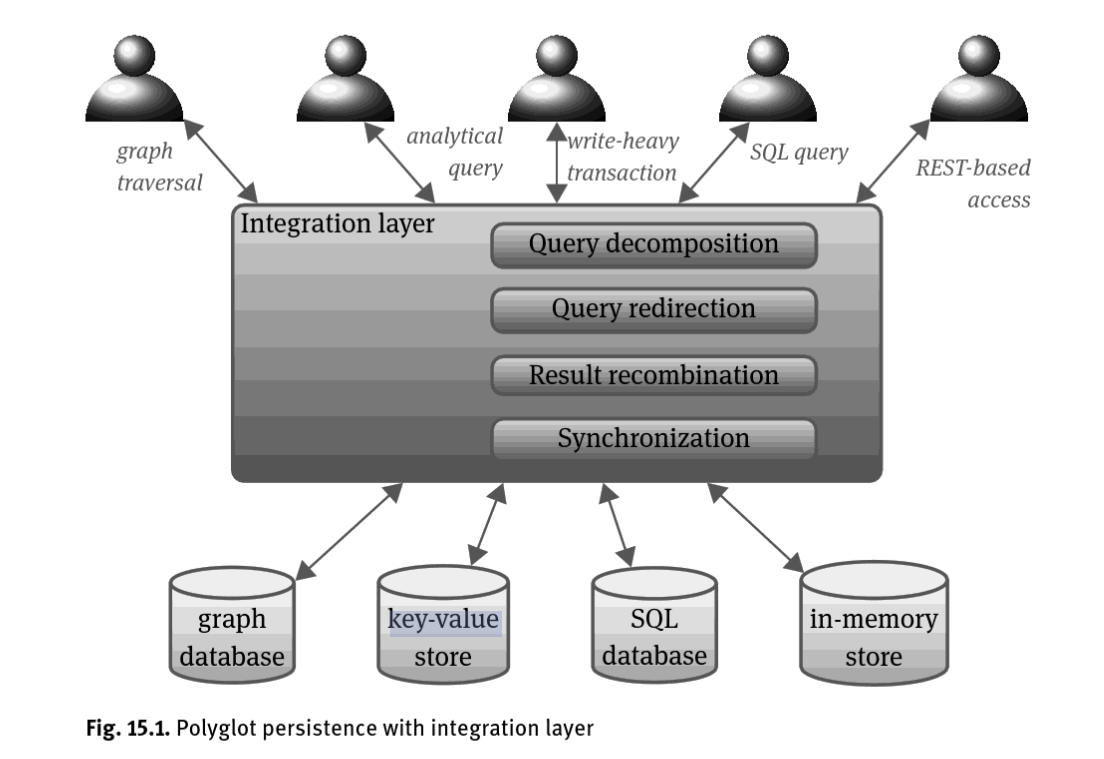 graph
traversal
analytical
query
write-heavy
transaction
SQL query
REST-based
access
Integration layer
Query decomposition
Query redirection
Result recombination
Synchronization
graph
database
key-value
store
SQL
database
in-memory
store
Fig. 15.1. Polyglot persistence with integration layer